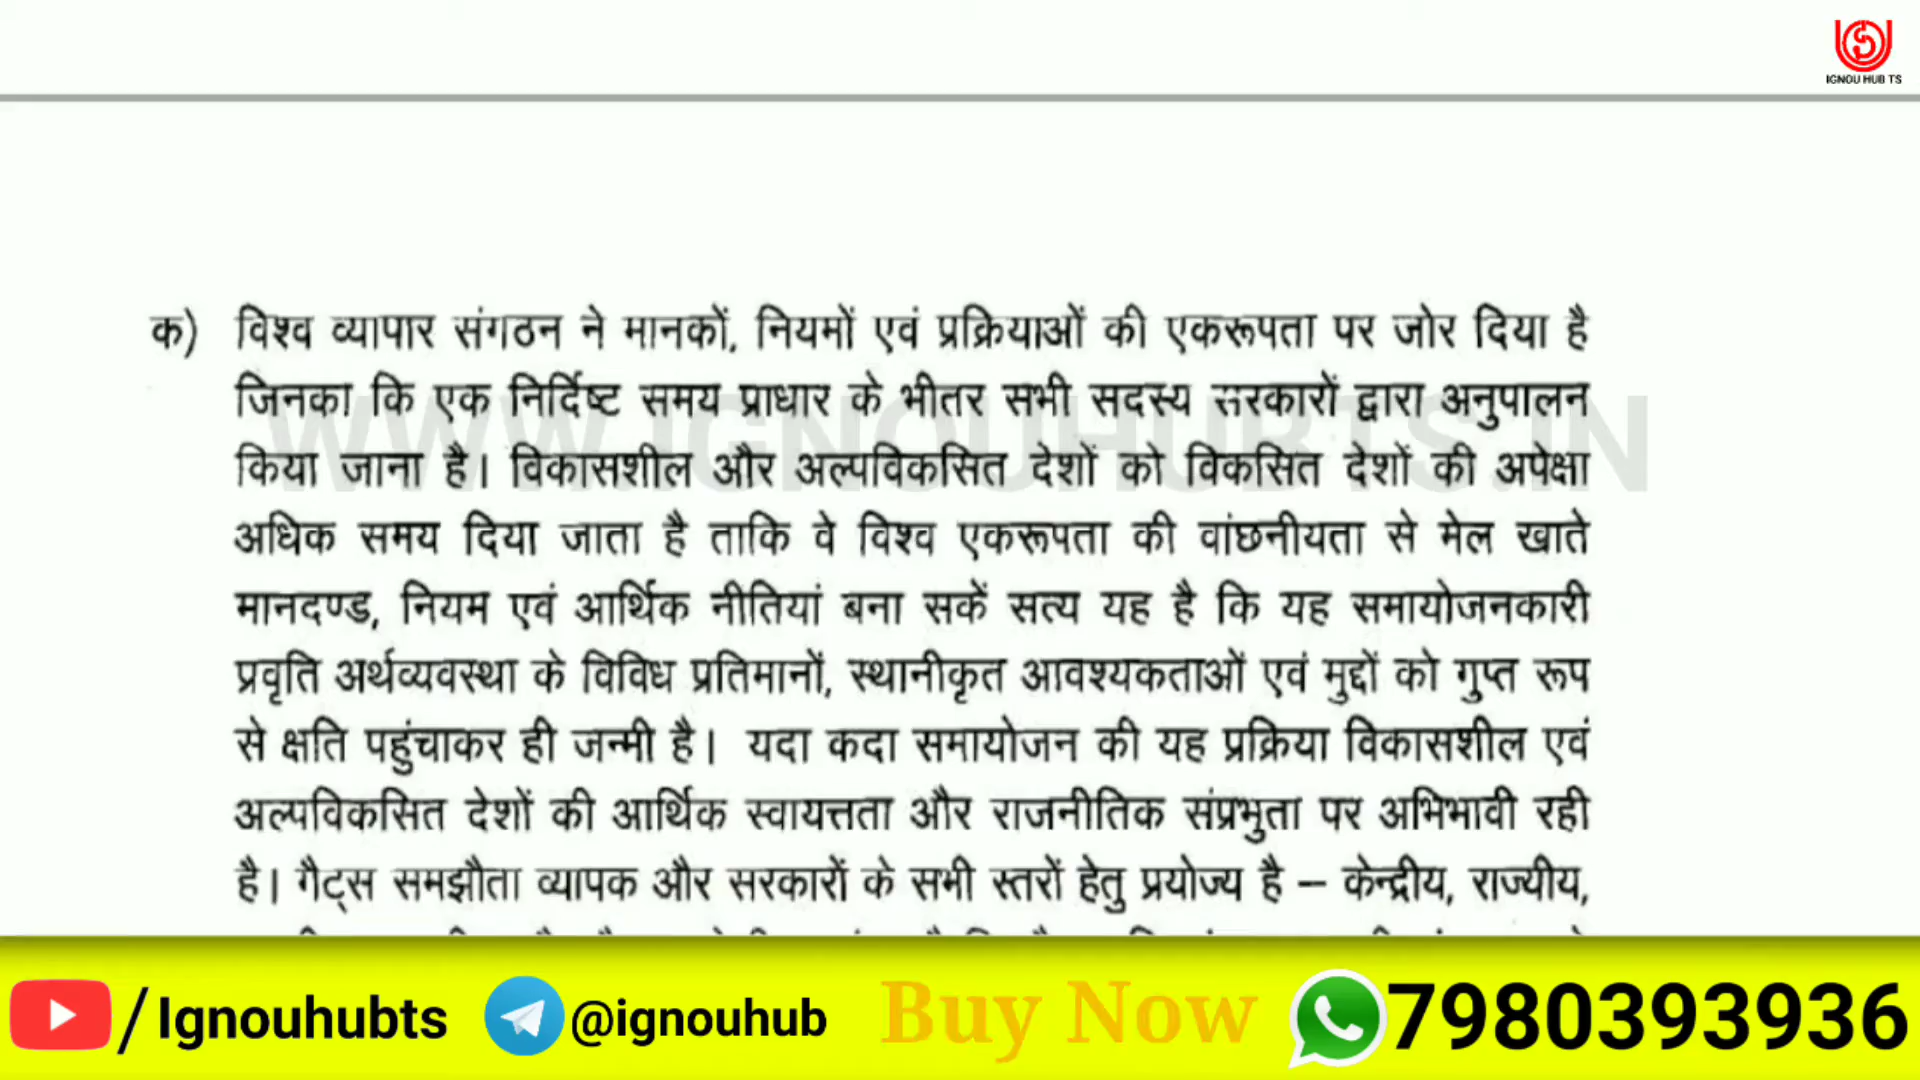 IGNOU HUB TS
क) विश्व व्यापार संगठन ने मानकों, नियमों एवं प्रक्रियाओं की एकरूपता पर जोर दिया है
जिनका कि एक निर्दिष्ट समय प्राधार के भीतर सभी सदस्य सरकारों द्वारा अनुपालन
किया जाना है। विकासशील और अल्पविकसित देशों को विकसित देशों की अपेक्षा
अधिक समय दिया जाता है ताकि वे विश्व एकरूपता की वांछनीयता से मेल खाते
मानदण्ड, नियम एवं आर्थिक नीतियां बना सकें सत्य यह है कि यह समायोजनकारी
प्रवृति अर्थव्यवस्था के विविध प्रतिमानों, स्थानीकृत आवश्यकताओं एवं मुद्दों को गुप्त रूप
से क्षति पहुंचाकर ही जन्मी है। यदा कदा समायोजन की यह प्रक्रिया विकासशील एवं
अल्पविकसित देशों की आर्थिक स्वायत्तता और राजनीतिक संप्रभुता पर अभिभावी रही
है। गैट्स समझौता व्यापक और सरकारों के सभी स्तरों हेतु प्रयोज्य है – केन्द्रीय, राज्यीय,
WWW.IGNOUHUBTS.IN
/Ignouhubts @ignouhub Buy Now 7980393936